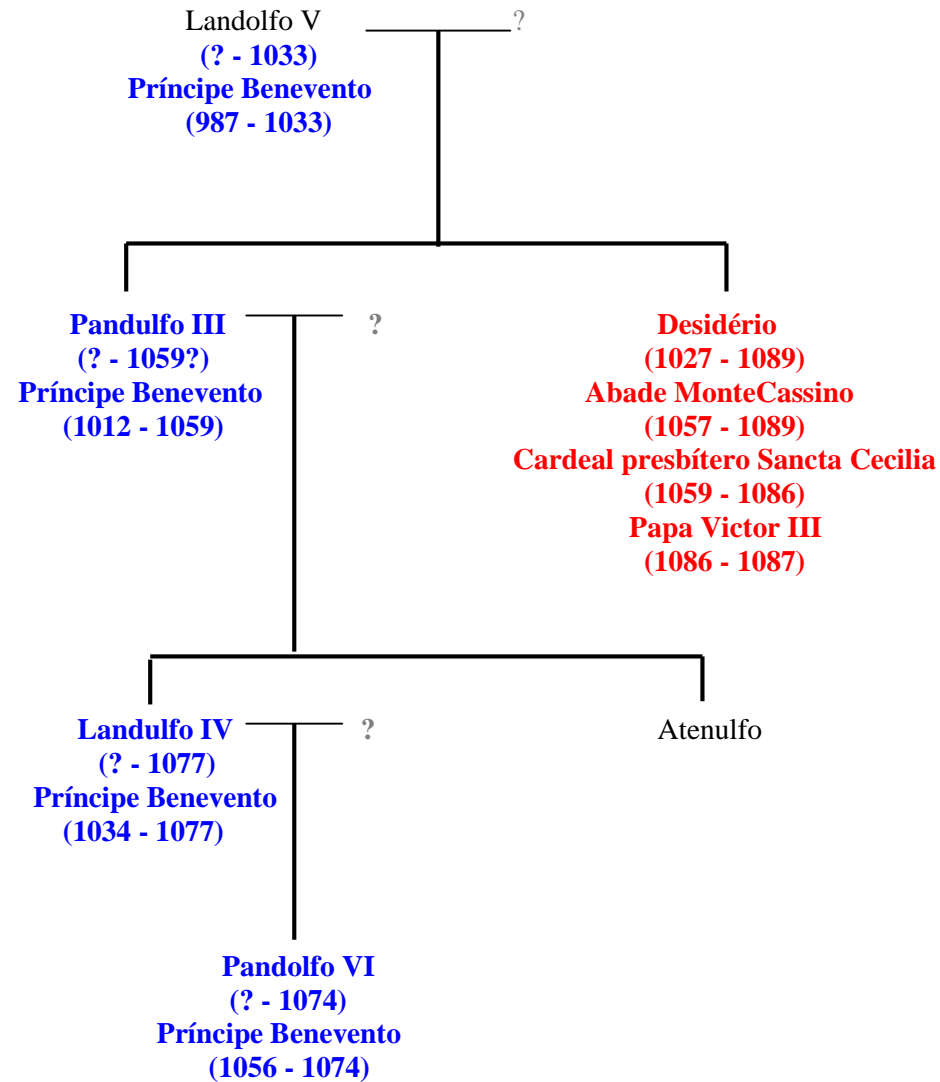 Landolfo V
?
(? - 1033)
Príncipe Benevento
(987 - 1033)
Pandulfo III
?
(? - 1059?)
Príncipe Benevento
(1012 - 1059)
Desidério
(1027 - 1089)
Abade MonteCassino
(1057 - 1089)
Cardeal presbítero Sancta Cecilia
(1059 - 1086)
Papa Victor III
(1086 - 1087)
Landulfo IV
?
(? - 1077)
Príncipe Benevento
(1034 - 1077)
Atenulfo
Pandolfo VI
(? - 1074)
Príncipe Benevento
(1056 - 1074)